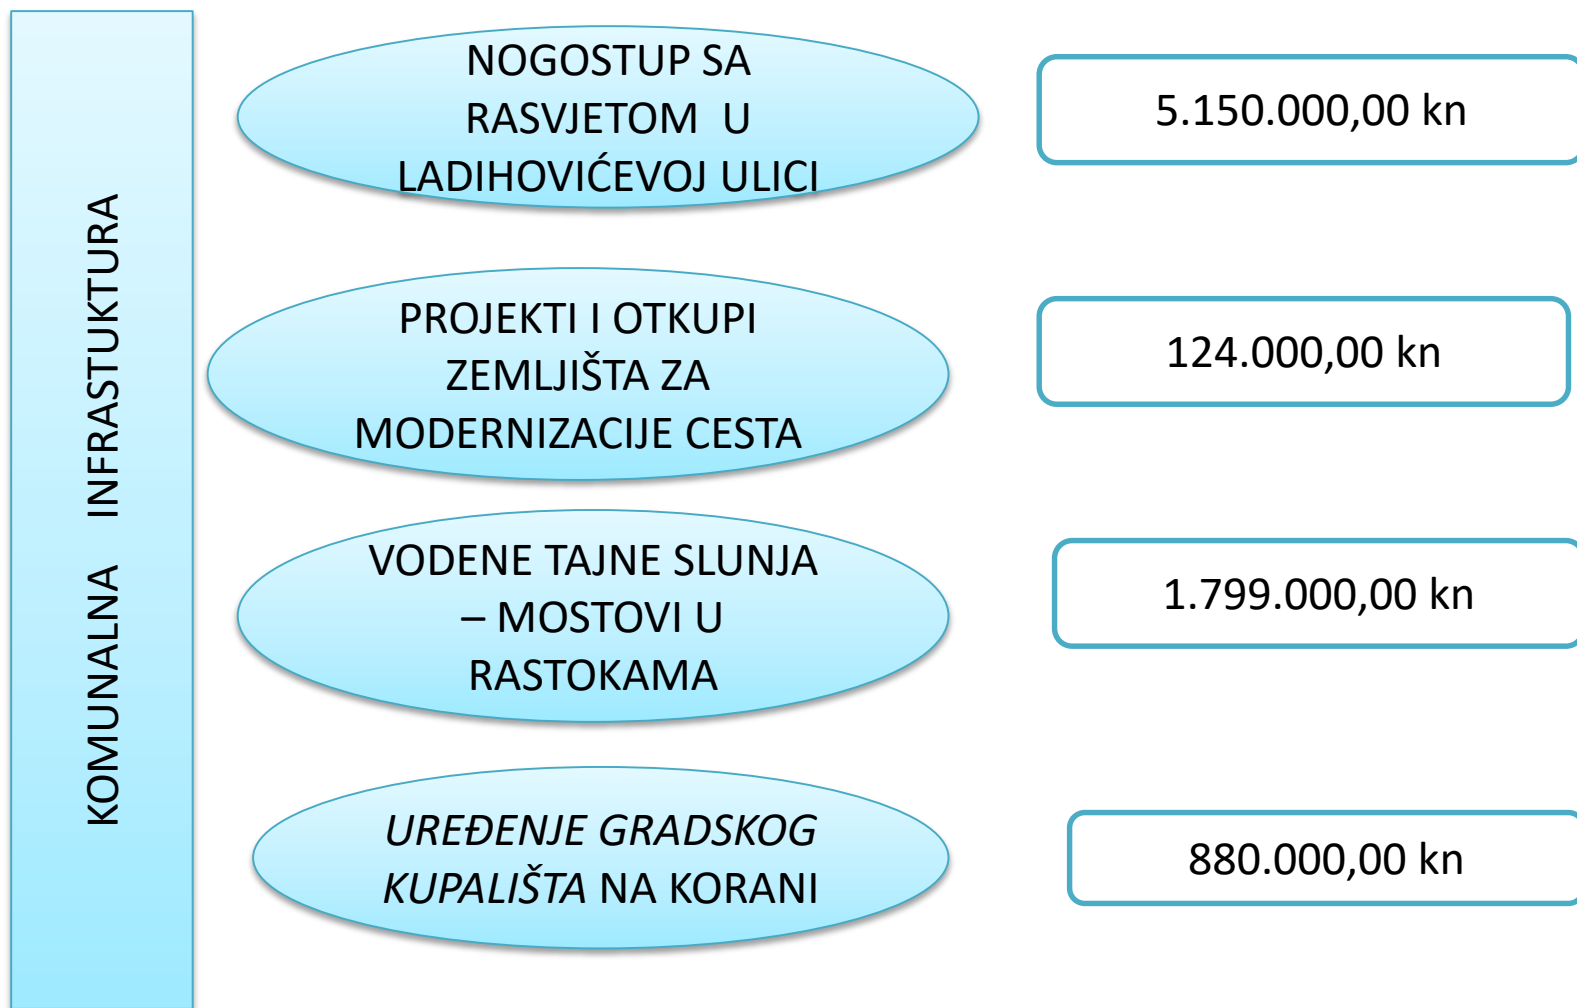 KOMUNALNA INFRASTUKTURA
NOGOSTUP SA
RASVJETOM U
LADIHOVIĆEVOJ ULICI
5.150.000,00 kn
PROJEKTI I OTKUPI
ZEMLJIŠTA ZA
MODERNIZACIJE CESTA
124.000,00 kn
VODENE TAJNE SLUNJA
– MOSTOVI U
RASTOKAMA
1.799.000,00 kn
UREĐENJE GRADSKOG
KUPALIŠTA NA KORANI
880.000,00 kn